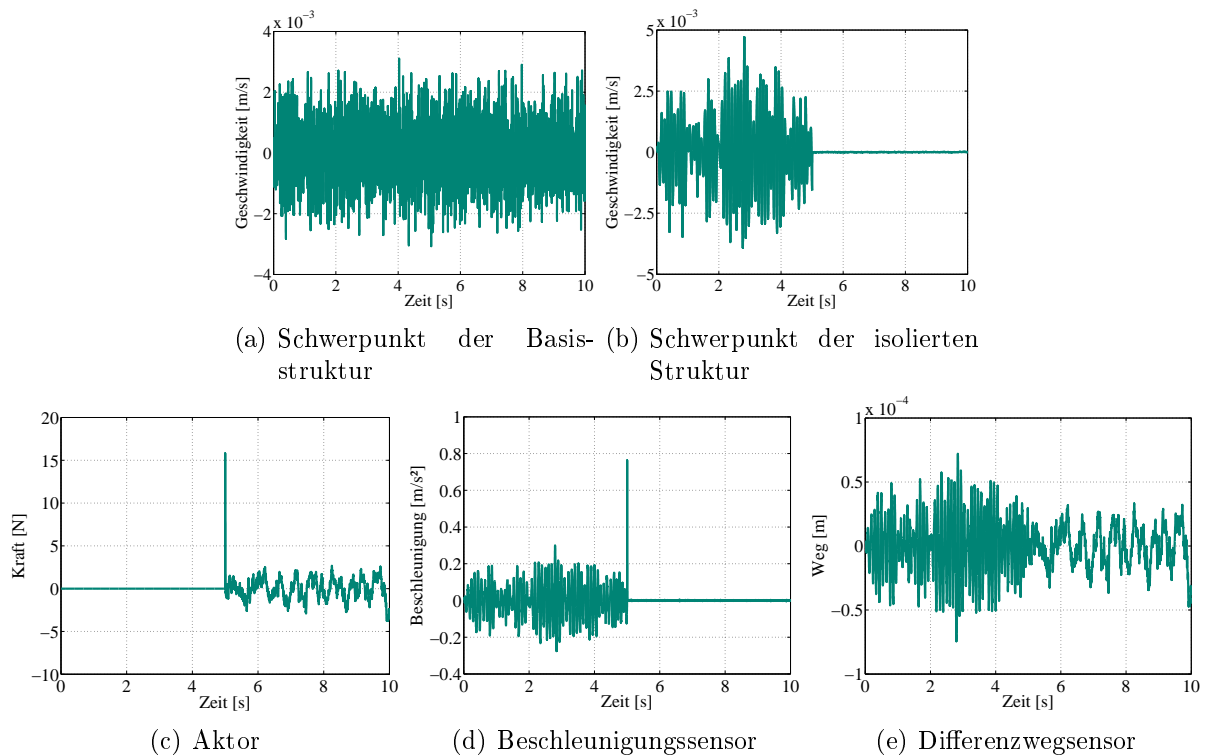 x 10⁻³
4
2
0
−2
−4
0 2 4 6 8 10
Geschwindigkeit [m/s]
Zeit [s]
(a) Schwerpunkt der Basis-
struktur
x 10⁻³
5
2.5
0
−2.5
−5
0 2 4 6 8 10
Geschwindigkeit [m/s]
Zeit [s]
(b) Schwerpunkt der isolierten
Struktur
20
15
10
5
0
−5
−10
0 2 4 6 8 10
Kraft [N]
Zeit [s]
(c) Aktor
1
0.8
0.6
0.4
0.2
0
−0.2
−0.4
0 2 4 6 8 10
Beschleunigung [m/s²]
Zeit [s]
(d) Beschleunigungssensor
x 10⁻⁴
1
0.5
0
−0.5
−1
0 2 4 6 8 10
Weg [m]
Zeit [s]
(e) Differenzwegsensor